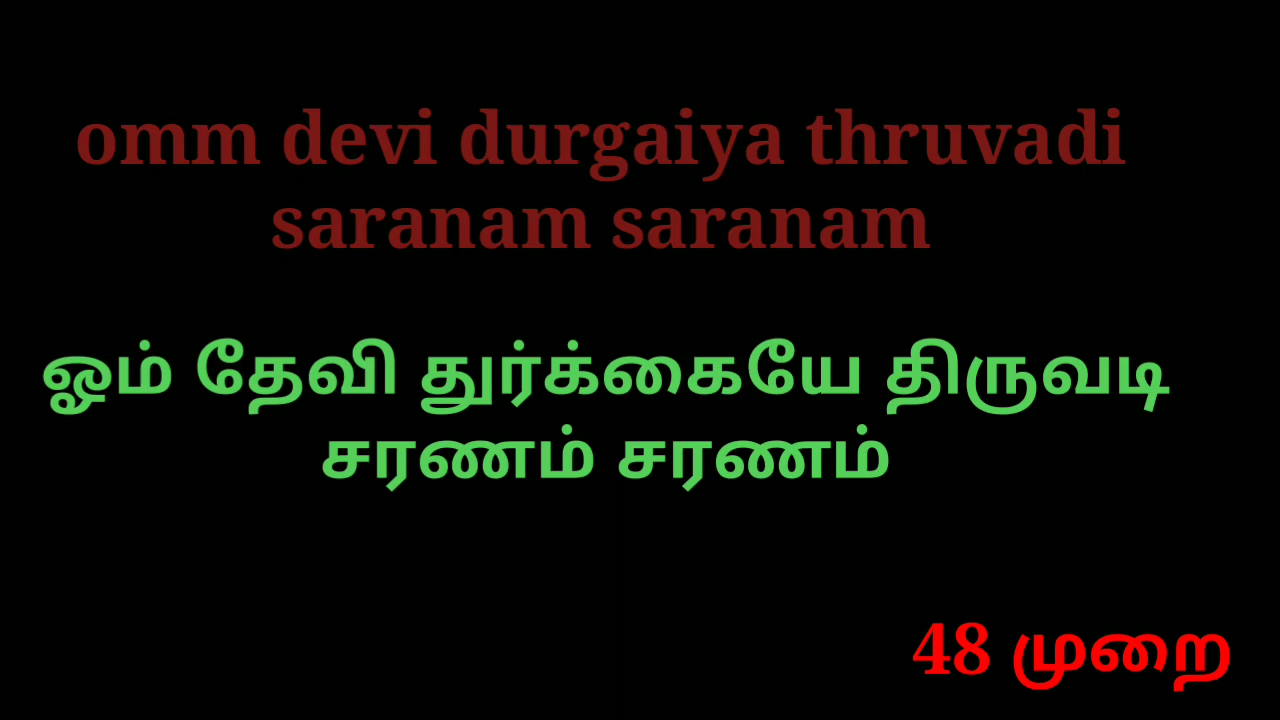 omm devi durgaiya thruvadi
saranam saranam
ஓம் தேவி துர்க்கையே திருவடி
சரணம் சரணம்
48 முறை